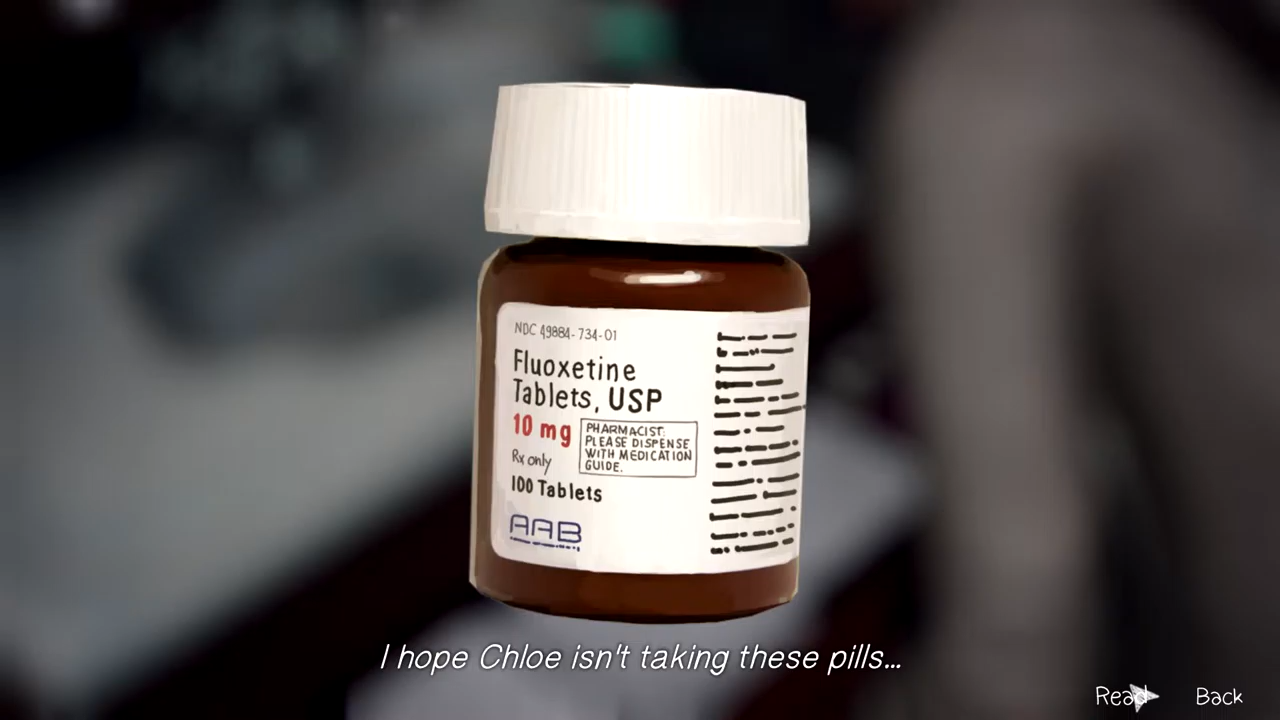 NDC 49884-734-01
Fluoxetine
Tablets, USP
10 mg
PHARMACIST:
PLEASE DISPENSE
WITH MEDICATION
GUIDE.
Rx only
100 Tablets
AAB
I hope Chloe isn't taking these pills...
Read
Back